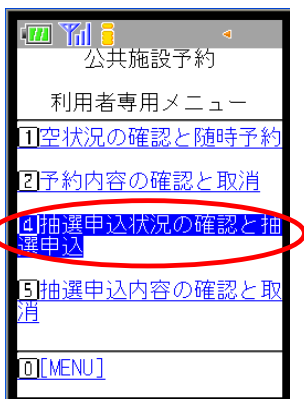 公共施設予約
利用者専用メニュー
1空状況の確認と随時予約
2予約内容の確認と取消
4抽選申込状況の確認と抽
選申込
5抽選申込内容の確認と取
消
0[MENU]